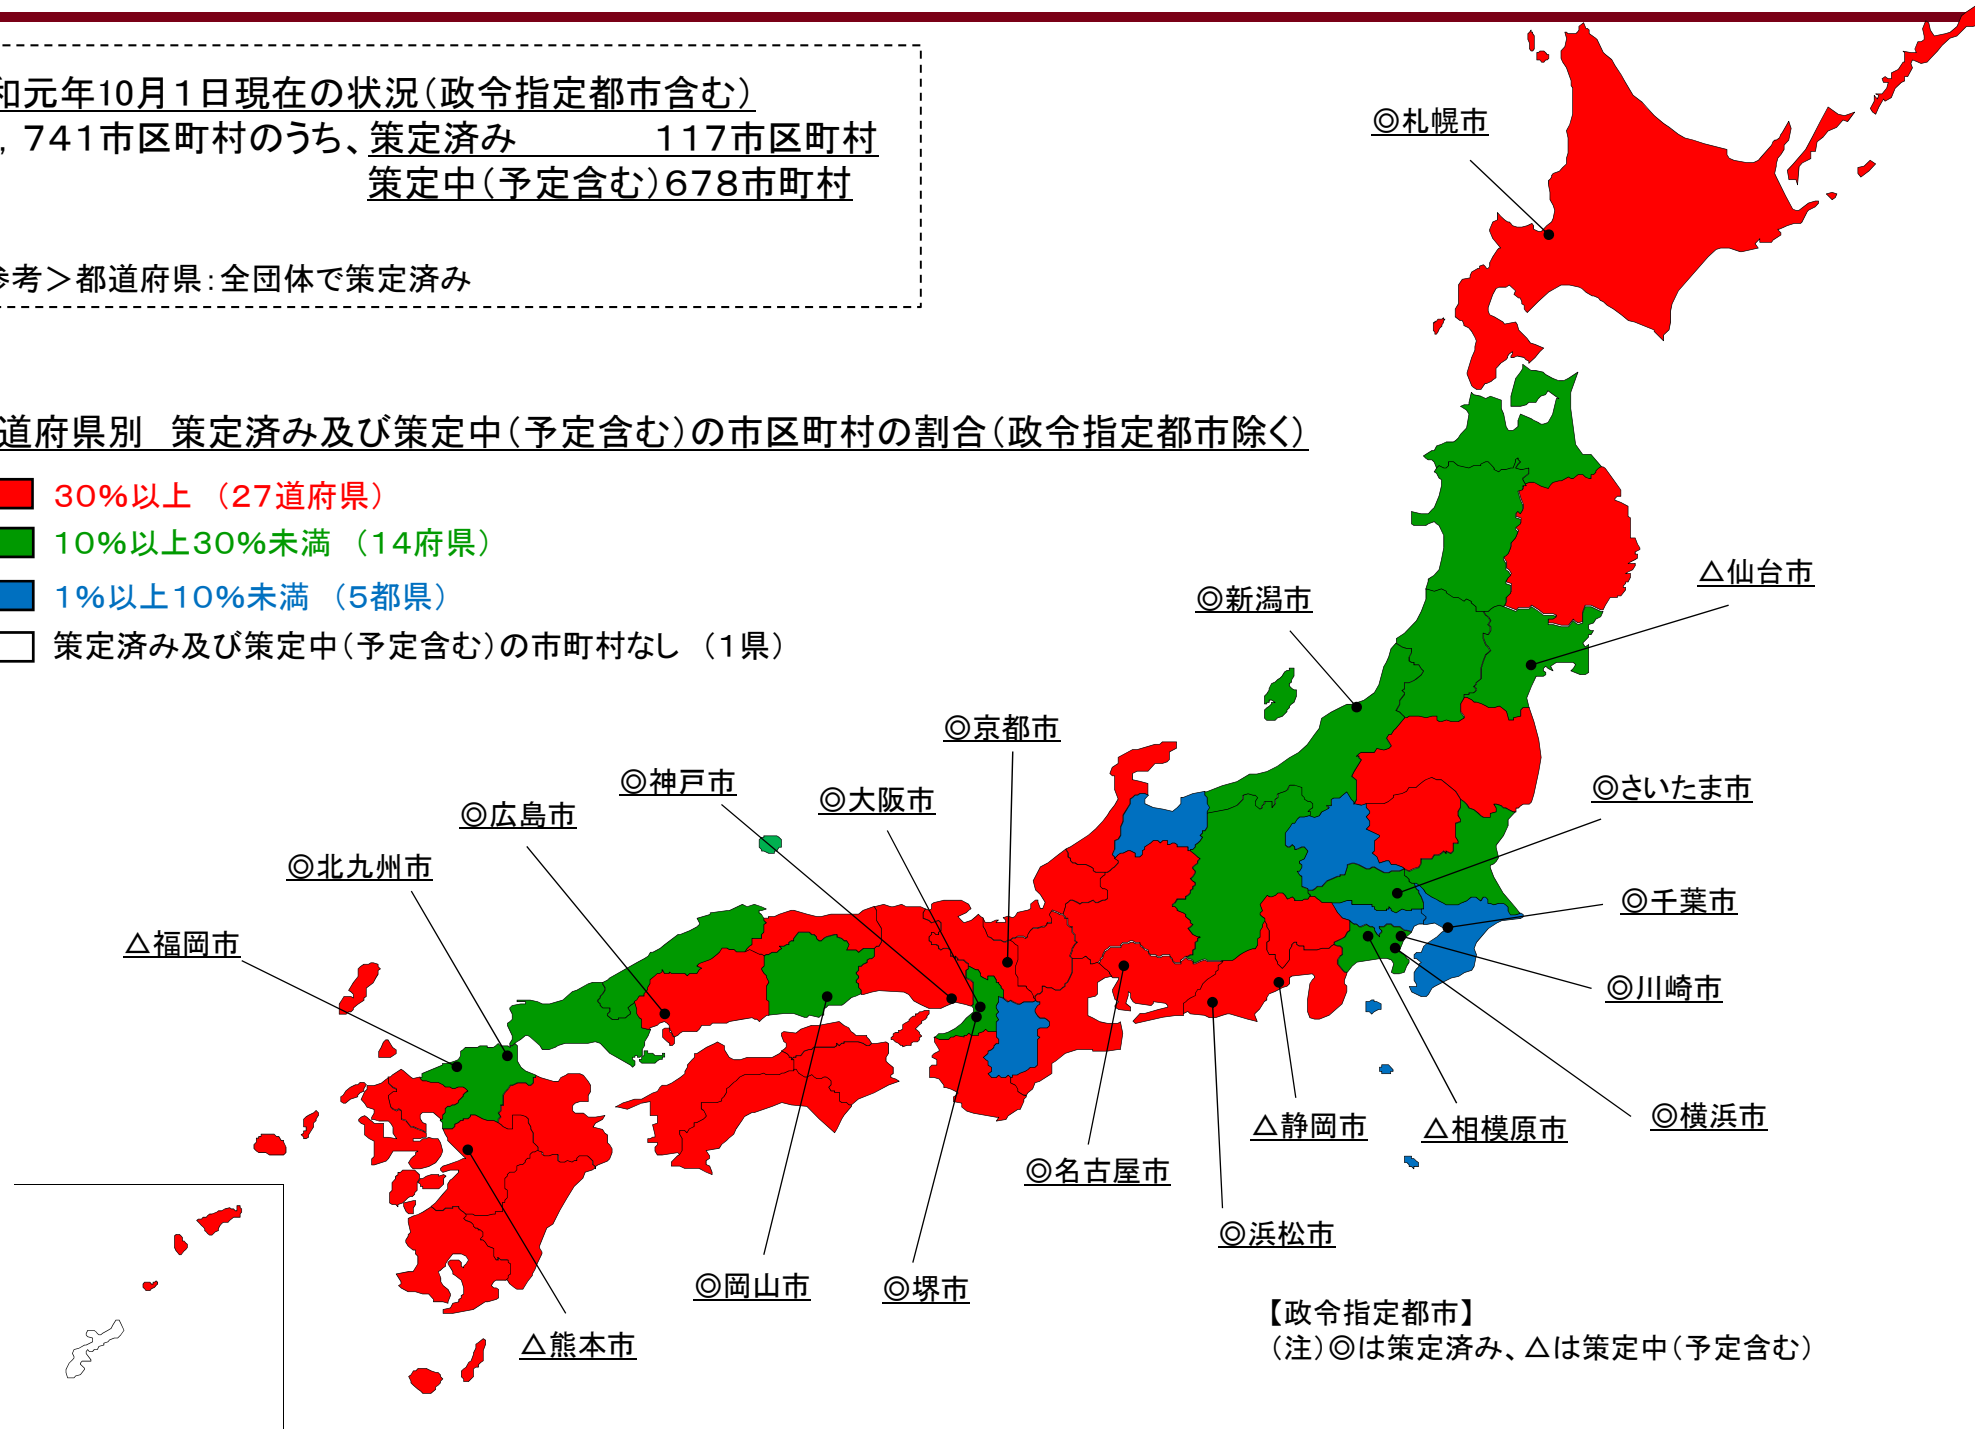 和元年10月1日現在の状況(政令指定都市含む)
,741市区町村のうち、策定済み 117市区町村
策定中(予定含む)678市町村
参考>都道府県:全団体で策定済み
道府県別 策定済み及び策定中(予定含む)の市区町村の割合(政令指定都市除く)
30%以上 (27道府県)
10%以上30%未満 (14府県)
1%以上10%未満 (5都県)
策定済み及び策定中(予定含む)の市町村なし (1県)
◎札幌市
△仙台市
◎新潟市
◎京都市
◎神戸市
◎大阪市
◎さいたま市
◎広島市
◎北九州市
◎千葉市
△福岡市
◎川崎市
◎横浜市
△静岡市
△相模原市
◎名古屋市
◎浜松市
◎岡山市
◎堺市
△熊本市
【政令指定都市】
(注)◎は策定済み、△は策定中(予定含む)